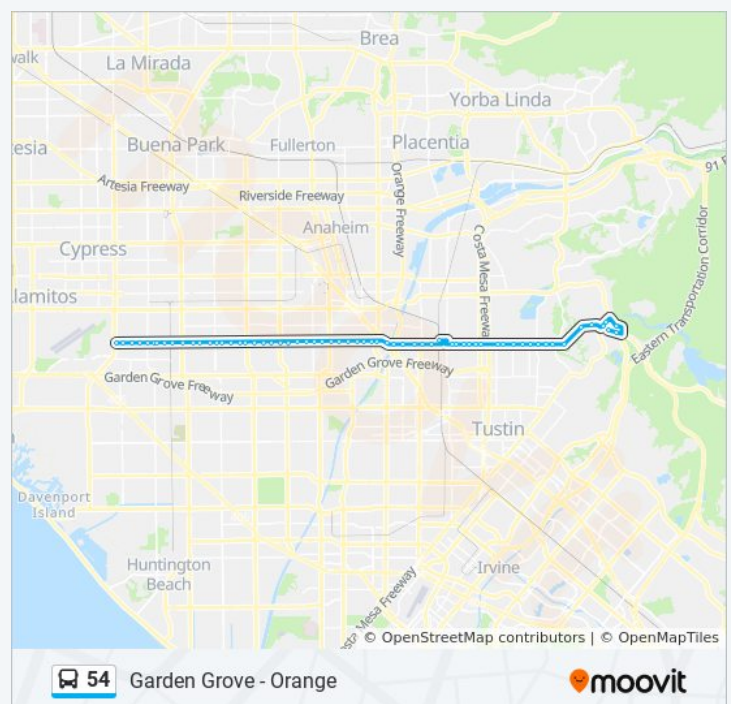 Brea
walk
La Mirada
Yorba Linda
Buena Park
Fullerton
Placentia
tesia
91 F
Artesia Freeway
Riverside Freeway
Orange Freeway
Anaheim
Cypress
Costa Mesa Freeway
Eastern Transportation Corridor
lamitos
Garden Grove Freeway
Garden Grove Freeway
Tustin
Davenport
Island
Huntington
Beach
Irvine
sta Mesa Freeway
© OpenStreetMap contributors | © OpenMapTiles
54 Garden Grove - Orange
moovit